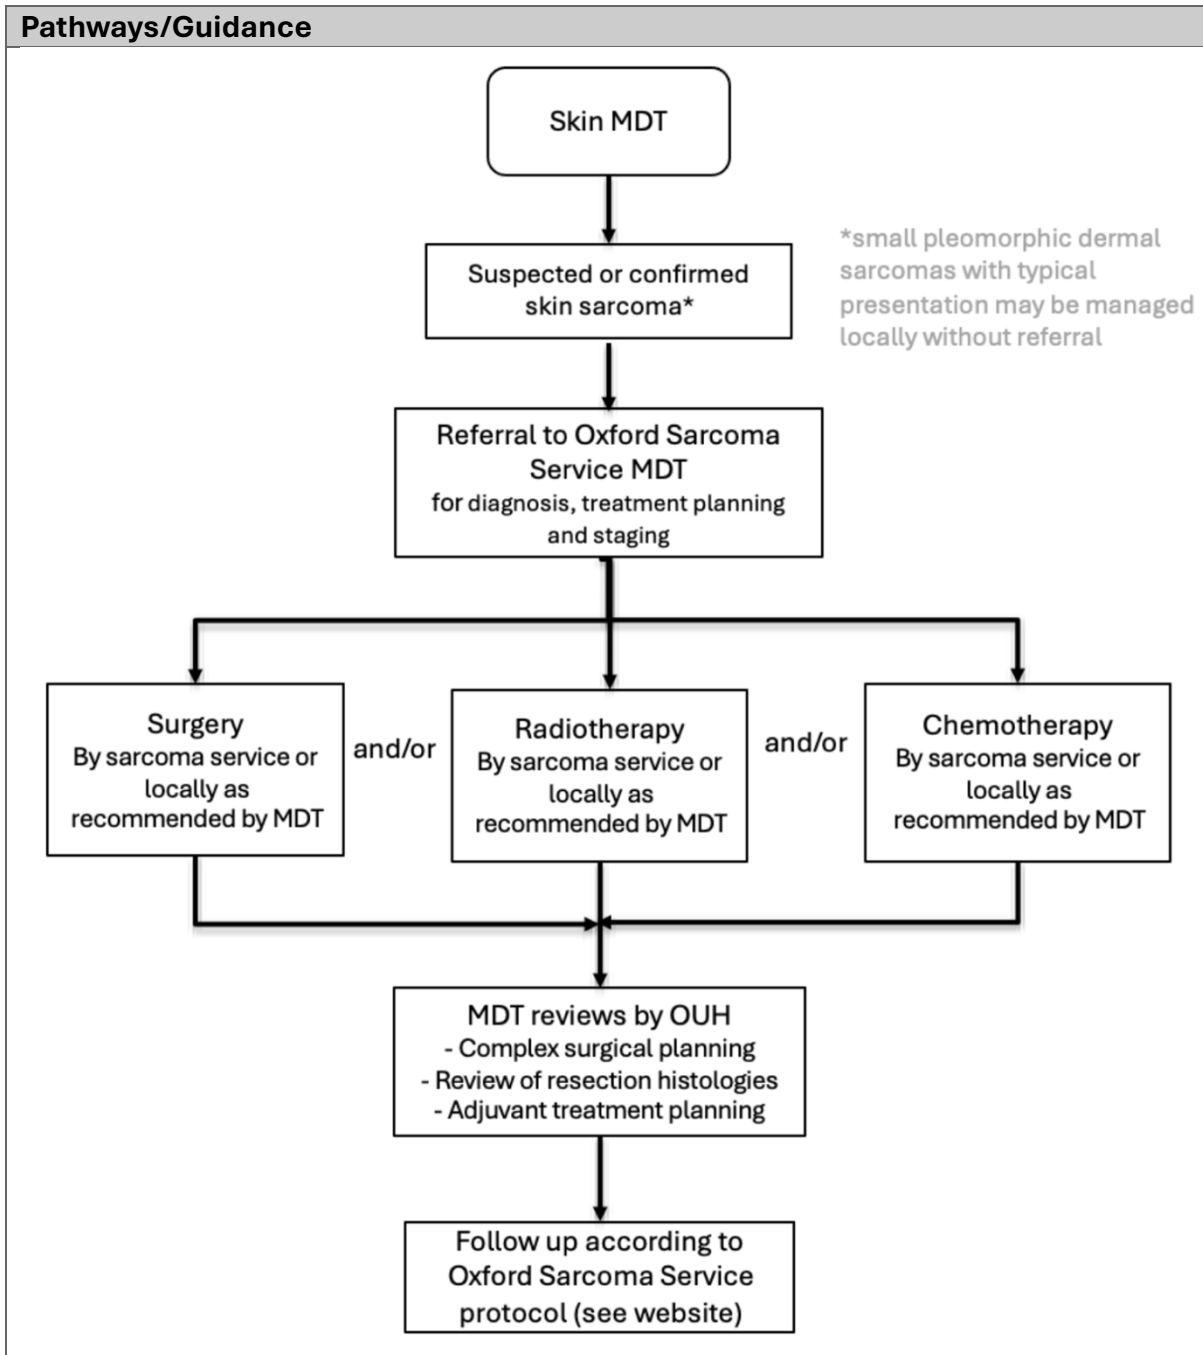 Pathways/Guidance
Skin MDT
Suspected or confirmed
skin sarcoma*
*small pleomorphic dermal
sarcomas with typical
presentation may be managed
locally without referral
Referral to Oxford Sarcoma
Service MDT
for diagnosis, treatment planning
and staging
Surgery
By sarcoma service or
locally as
recommended by MDT
and/or
Radiotherapy
By sarcoma service or
locally as
recommended by MDT
and/or
Chemotherapy
By sarcoma service or
locally as
recommended by MDT
MDT reviews by OUH
- Complex surgical planning
- Review of resection histologies
- Adjuvant treatment planning
Follow up according to
Oxford Sarcoma Service
protocol (see website)